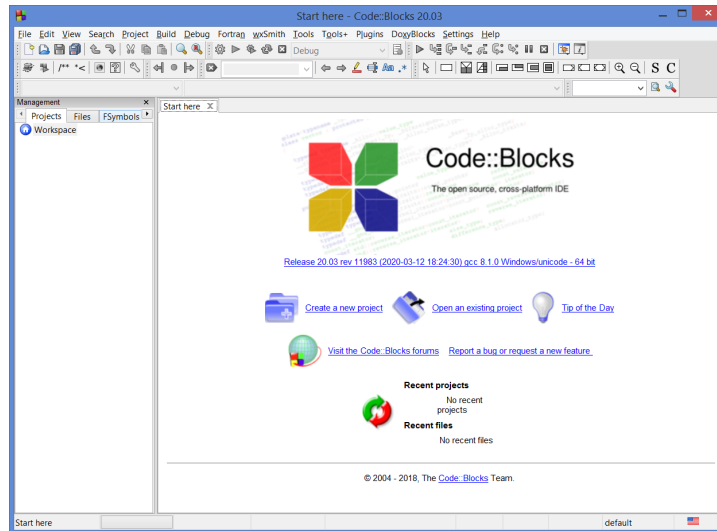 Start here - Code::Blocks 20.03
File Edit View Search Project Build Debug Fortran wxSmith Tools Tools+ Plugins DoxyBlocks Settings Help
Debug
/** *<
Aa .* S C
Management x
Projects Files FSymbols
Start here X
Workspace
Code::Blocks
The open source, cross-platform IDE
Release 20.03 rev 11983 (2020-03-12 18:24:30) gcc 8.1.0 Windows/unicode - 64 bit
Create a new project Open an existing project Tip of the Day
Visit the Code::Blocks forums Report a bug or request a new feature
Recent projects
No recent
projects
Recent files
No recent files
© 2004 - 2018, The Code::Blocks Team.
Start here default